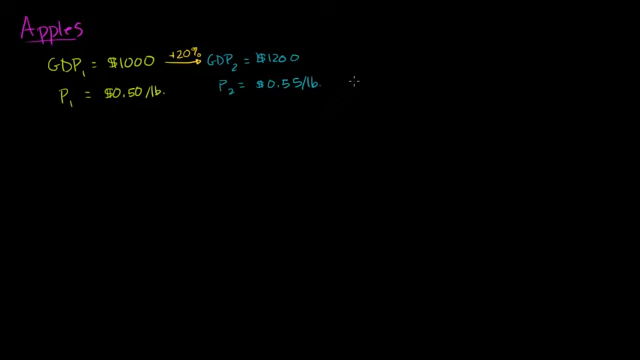 Apples
GDP₁ = $1000 +20% GDP₂ = $1200
P₁ = $0.50/lb. P₂ = $0.55/lb.